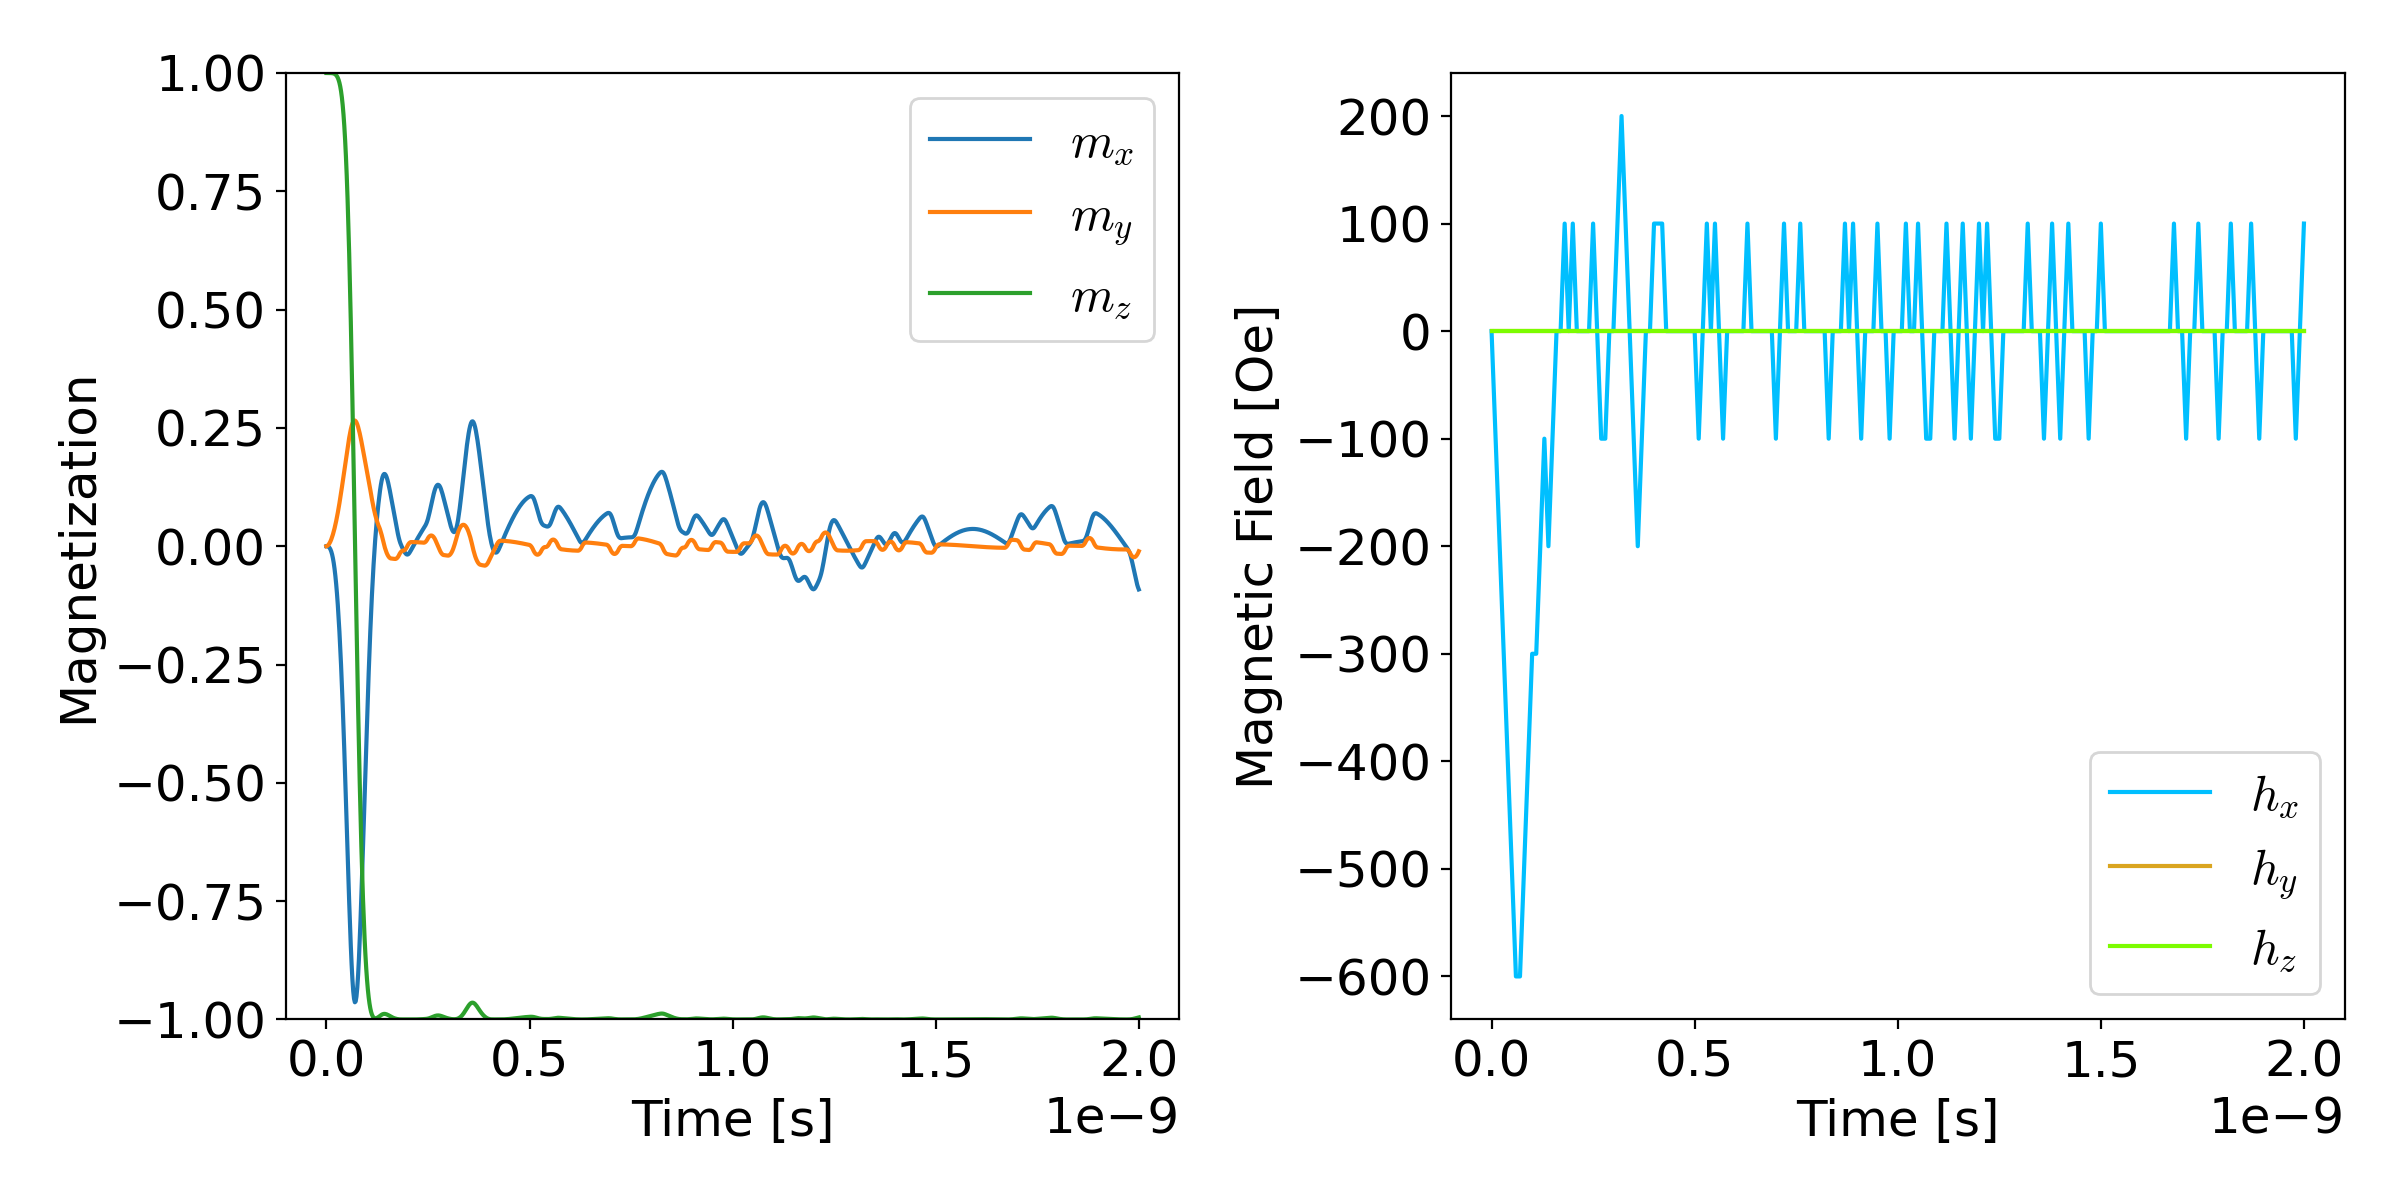 1.00
0.75
0.50
0.25
0.00
−0.25
−0.50
−0.75
−1.00
Magnetization
m_x
m_y
m_z
0.0 0.5 1.0 1.5 2.0
Time [s]
1e−9
200
100
0
−100
−200
−300
−400
−500
−600
Magnetic Field [Oe]
h_x
h_y
h_z
0.0 0.5 1.0 1.5 2.0
Time [s]
1e−9